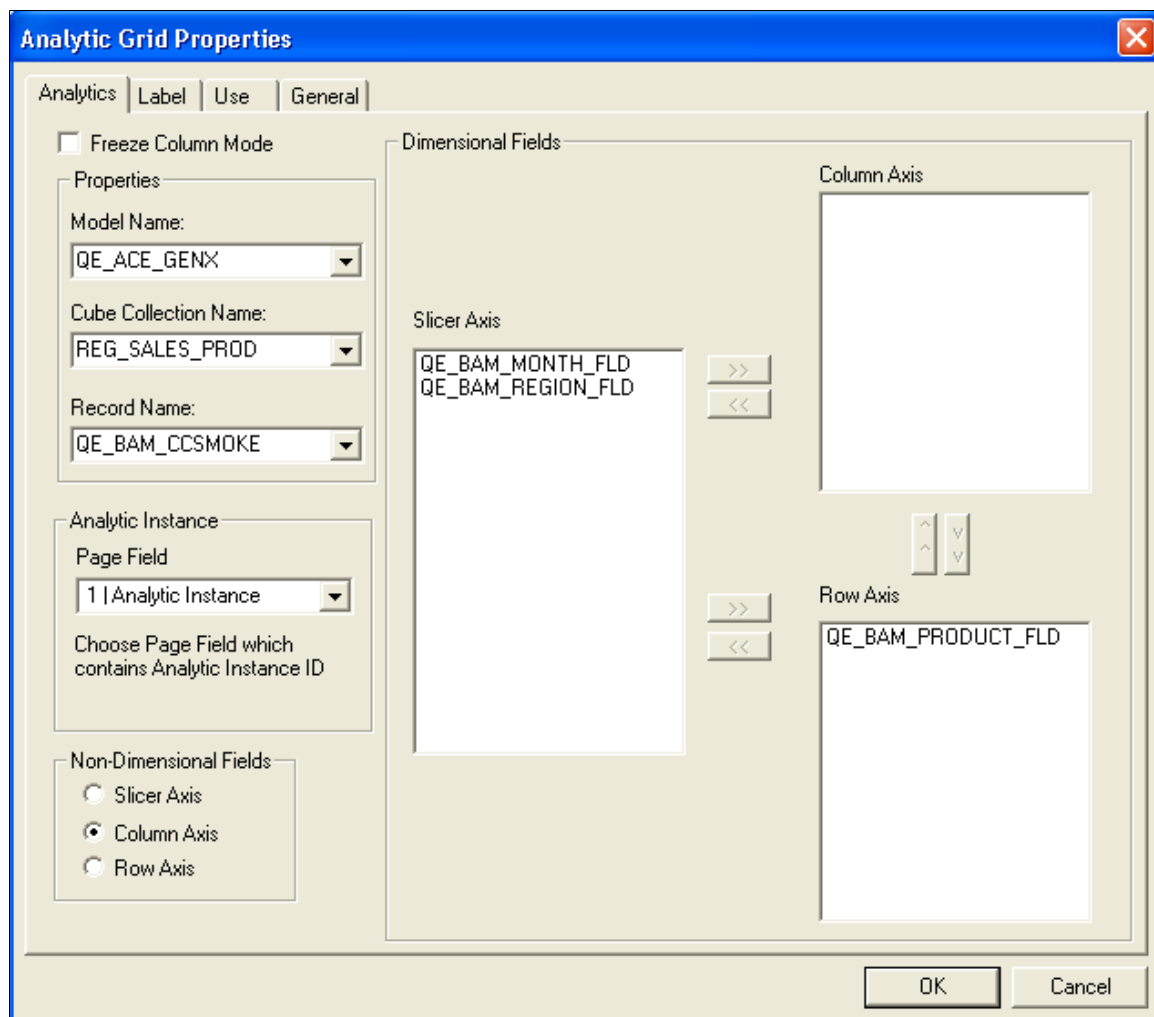 Analytic Grid Properties
Analytics Label Use General
Freeze Column Mode
Properties
Model Name:
QE_ACE_GENX
Cube Collection Name:
REG_SALES_PROD
Record Name:
QE_BAM_CCSMOKE
Analytic Instance
Page Field
1 | Analytic Instance
Choose Page Field which
contains Analytic Instance ID
Non-Dimensional Fields
Slicer Axis
Column Axis
Row Axis
Dimensional Fields
Slicer Axis
QE_BAM_MONTH_FLD
QE_BAM_REGION_FLD
>>
<<
>>
<<
Column Axis
^ v
^ v
Row Axis
QE_BAM_PRODUCT_FLD
OK Cancel